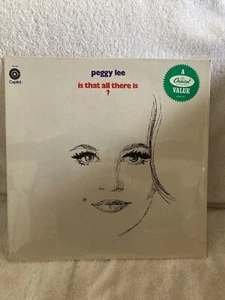 Capitol
peggy lee
is that all there is
?
A
Capitol
VALUE